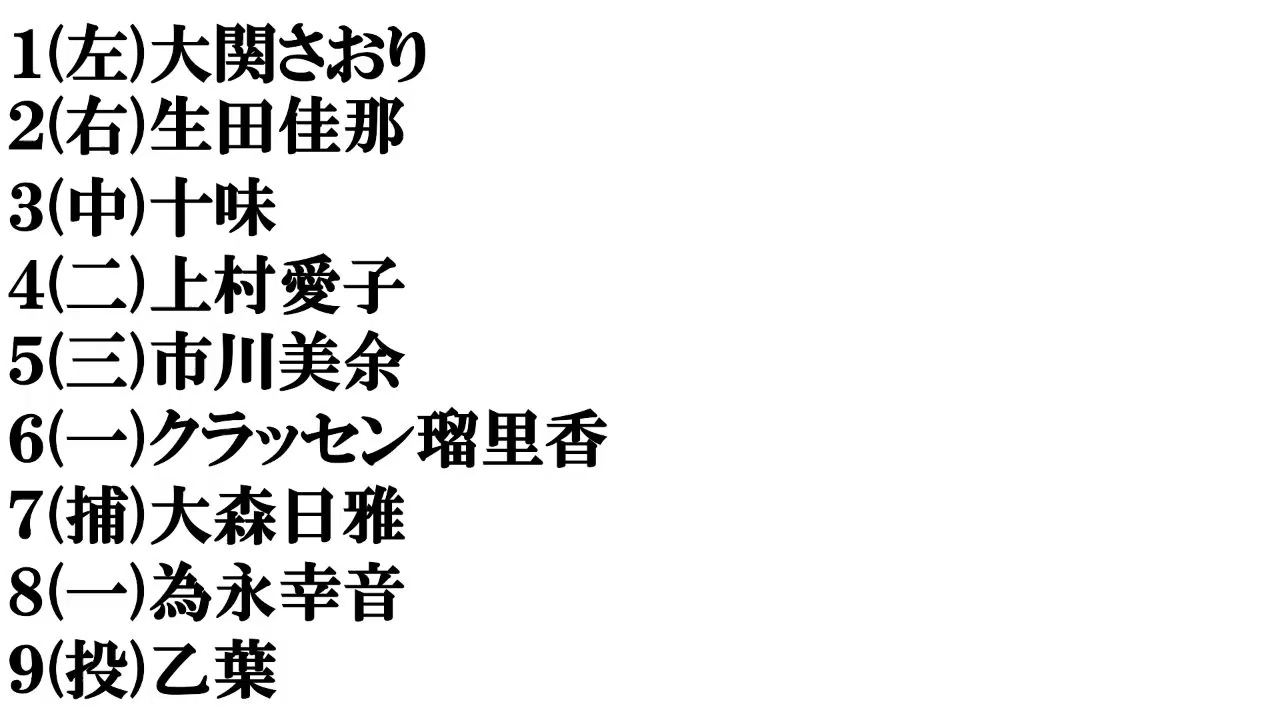 1(左)大関さおり
2(右)生田佳那
3(中)十味
4(二)上村愛子
5(三)市川美余
6(一)クラッセン瑠里香
7(捕)大森日雅
8(一)為永幸音
9(投)乙葉